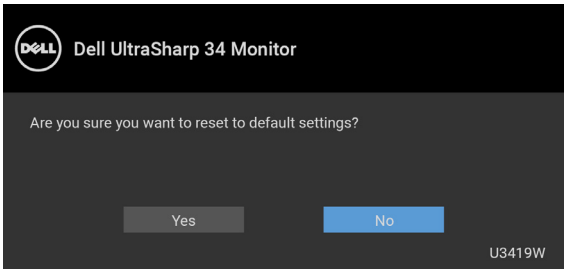 DELL
Dell UltraSharp 34 Monitor
Are you sure you want to reset to default settings?
Yes
No
U3419W